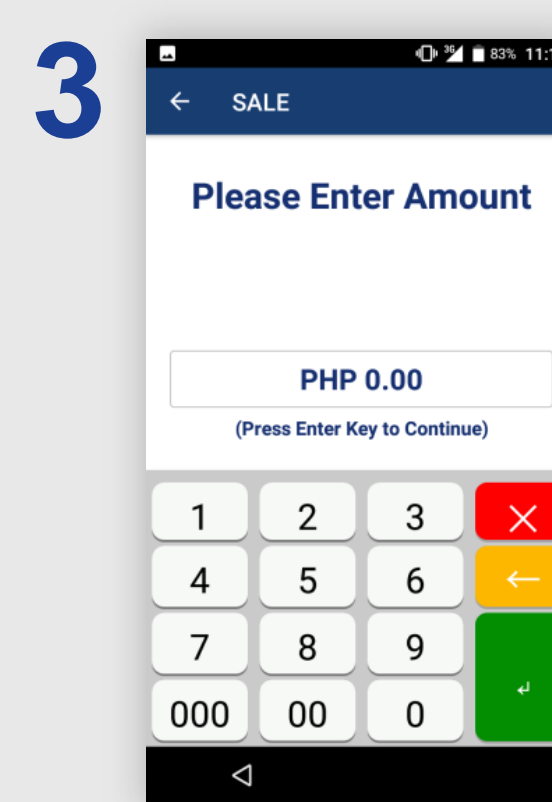 3
3G 83% 11:1
SALE
Please Enter Amount
PHP 0.00
(Press Enter Key to Continue)
1 2 3
4 5 6
7 8 9
000 00 0